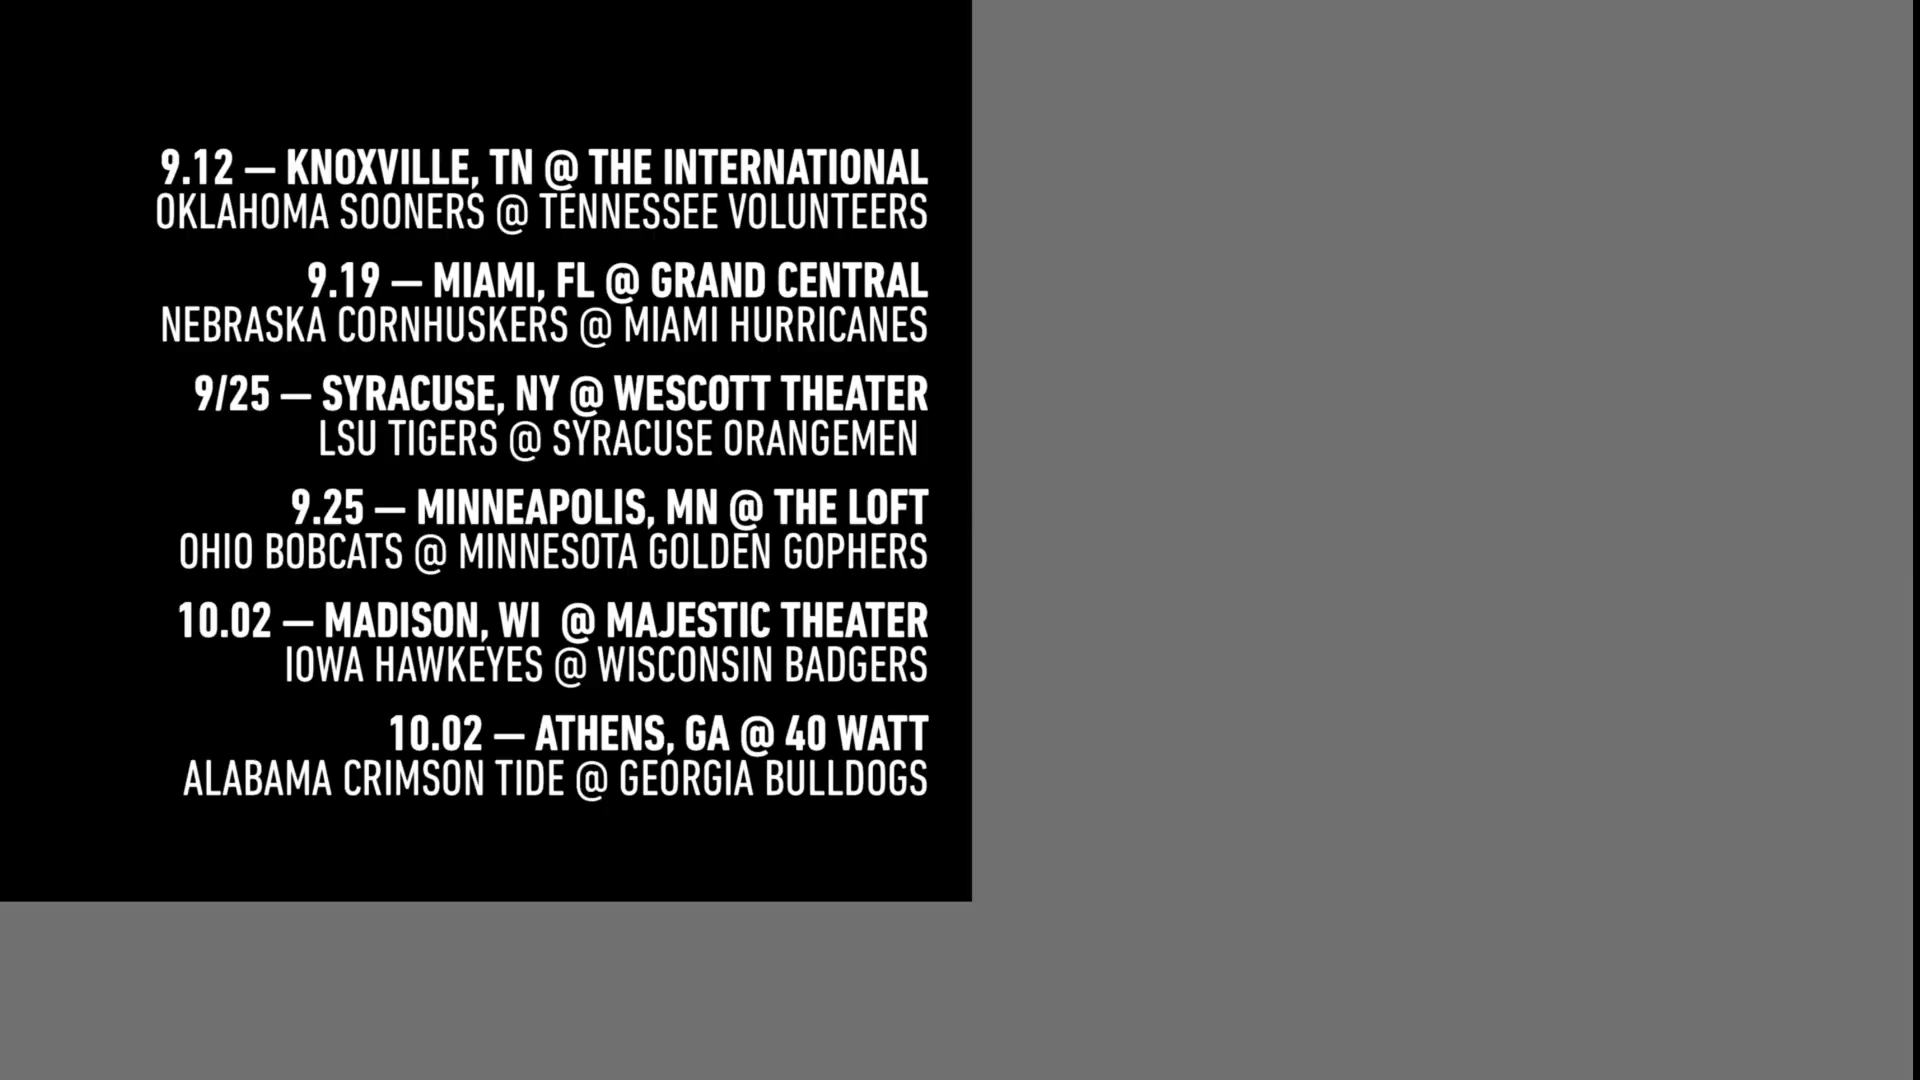 9.12 — KNOXVILLE, TN @ THE INTERNATIONAL
OKLAHOMA SOONERS @ TENNESSEE VOLUNTEERS
9.19 — MIAMI, FL @ GRAND CENTRAL
NEBRASKA CORNHUSKERS @ MIAMI HURRICANES
9/25 — SYRACUSE, NY @ WESCOTT THEATER
LSU TIGERS @ SYRACUSE ORANGEMEN
9.25 — MINNEAPOLIS, MN @ THE LOFT
OHIO BOBCATS @ MINNESOTA GOLDEN GOPHERS
10.02 — MADISON, WI @ MAJESTIC THEATER
IOWA HAWKEYES @ WISCONSIN BADGERS
10.02 — ATHENS, GA @ 40 WATT
ALABAMA CRIMSON TIDE @ GEORGIA BULLDOGS